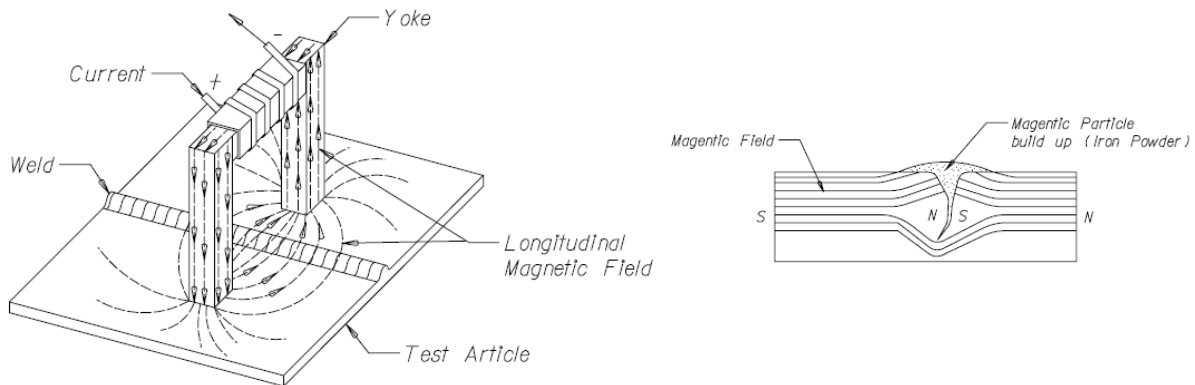 Yoke
-
Current
+
Weld
Longitudinal
Magnetic Field
Test Article
Magentic Field
Magentic Particle
build up (Iron Powder)
S
N
S
N